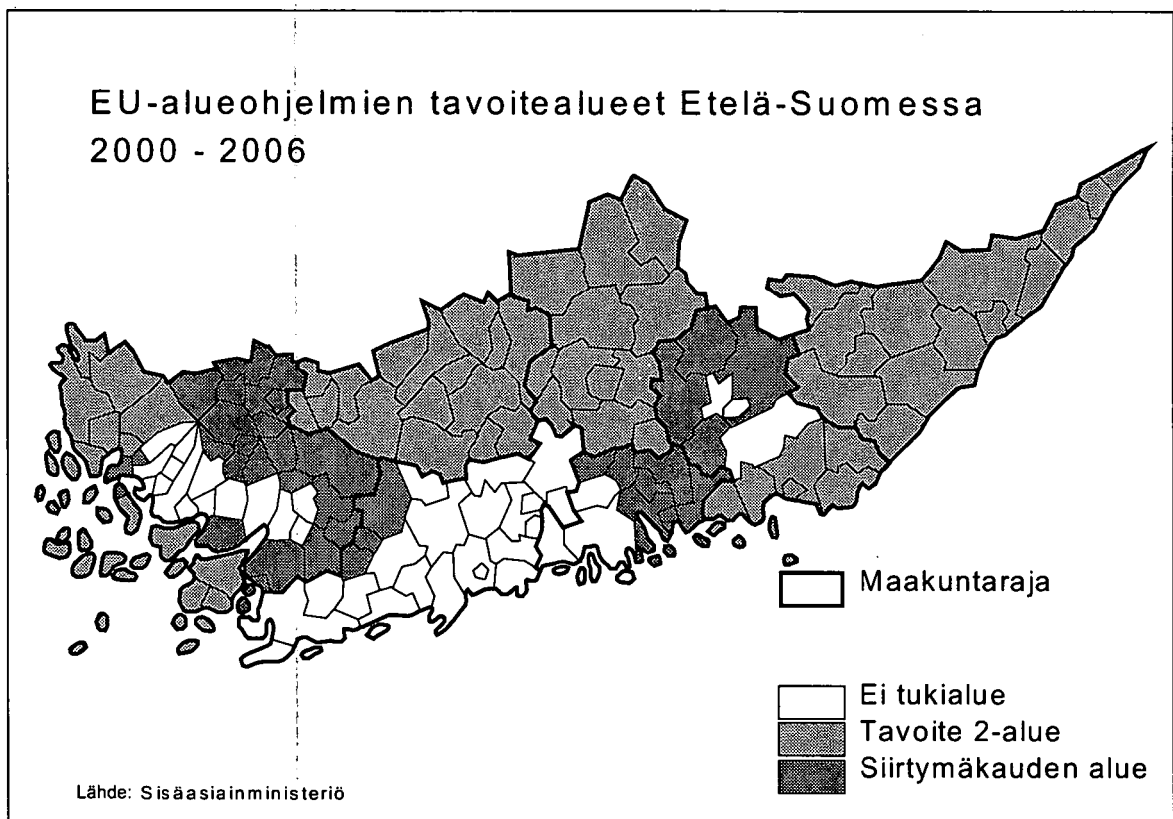 EU-alueohjelmien tavoitealueet Etelä-Suomessa
2000 - 2006
Maakuntaraja
Ei tukialue
Tavoite 2-alue
Siirtymäkauden alue
Lähde: Sisäasiainministeriö